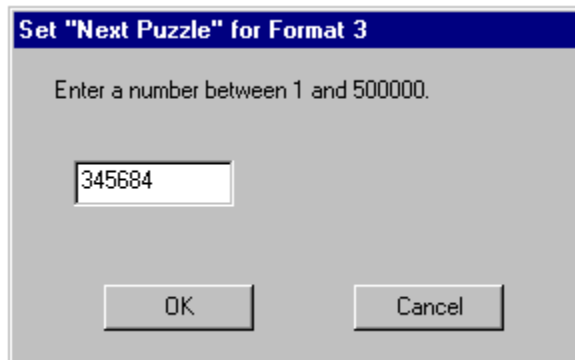 Set "Next Puzzle" for Format 3
Enter a number between 1 and 500000.
345684
OK Cancel